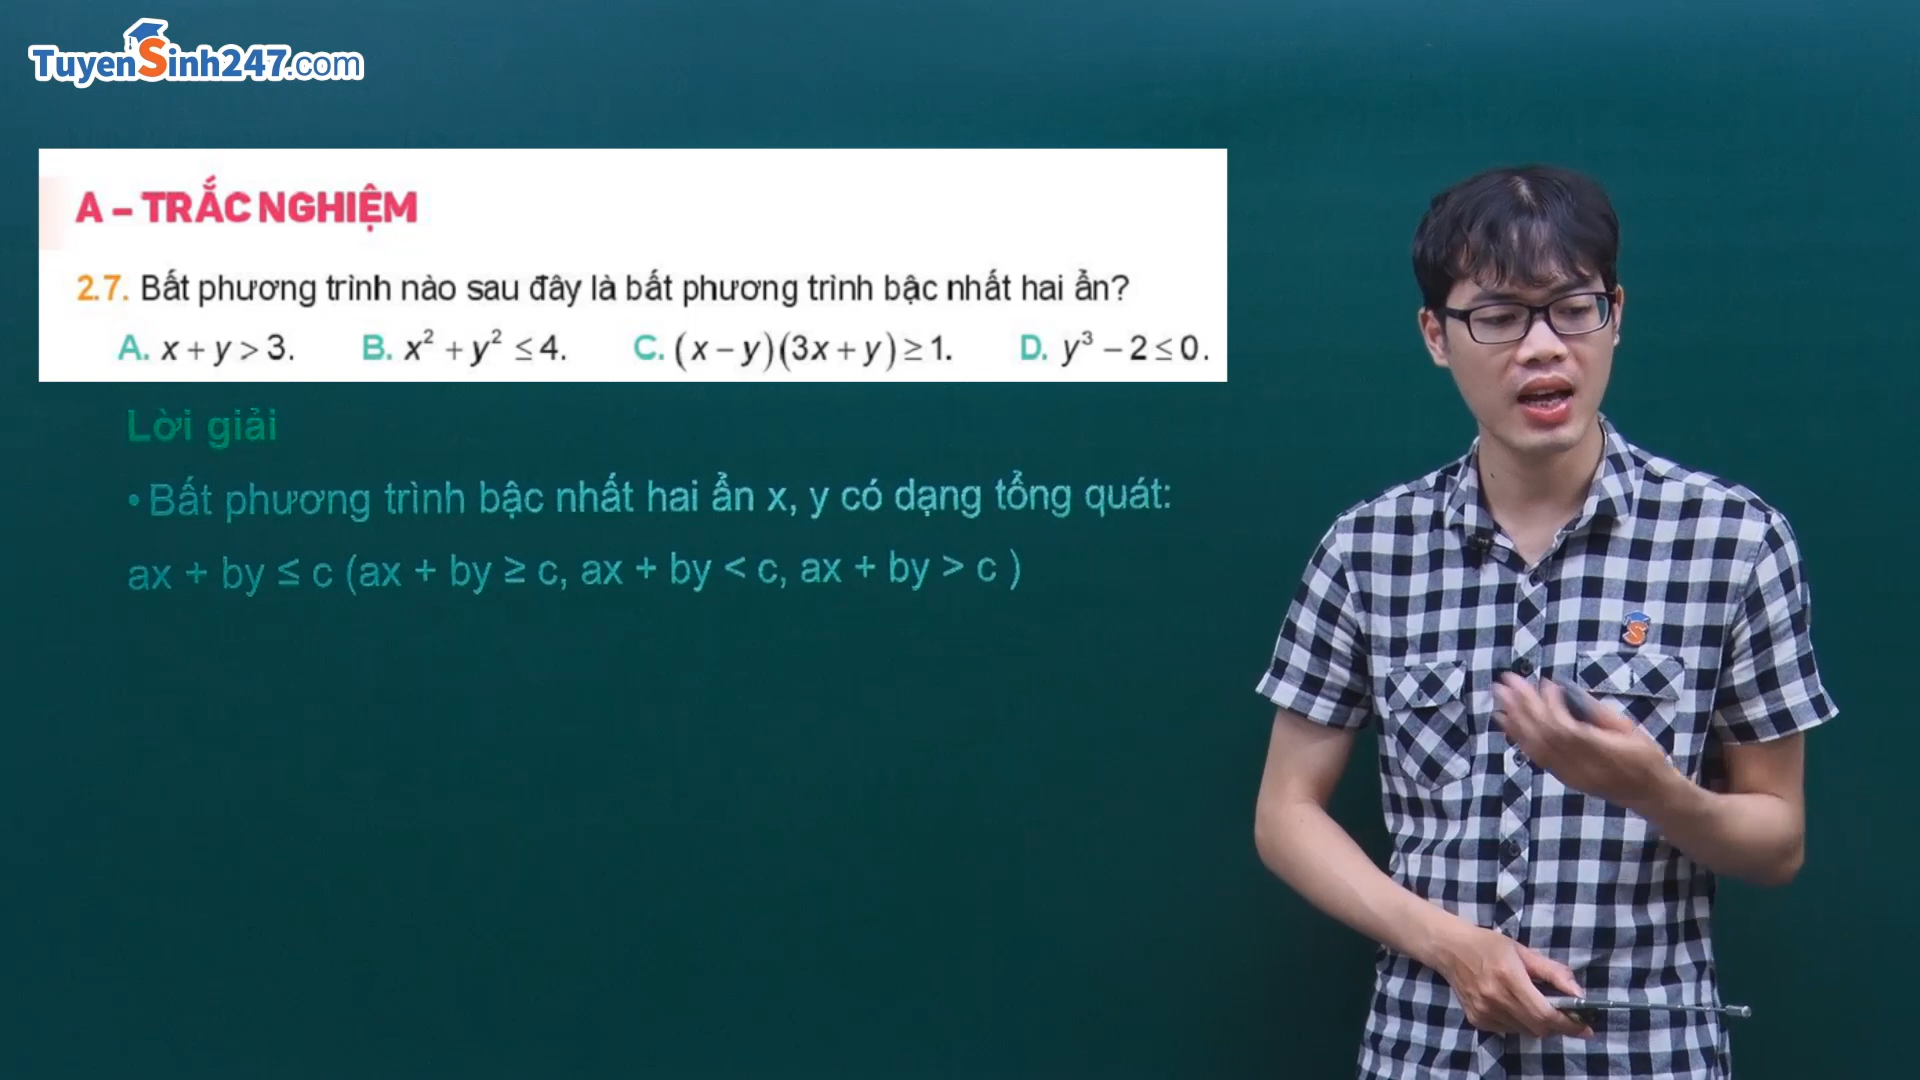 TuyenSinh247.com
A – TRẮC NGHIỆM
2.7. Bất phương trình nào sau đây là bất phương trình bậc nhất hai ẩn?
A. x + y > 3. B. x² + y² ≤ 4. C. (x – y)(3x + y) ≥ 1. D. y³ – 2 ≤ 0.
Lời giải
• Bất phương trình bậc nhất hai ẩn x, y có dạng tổng quát:
ax + by ≤ c (ax + by ≥ c, ax + by < c, ax + by > c )
S